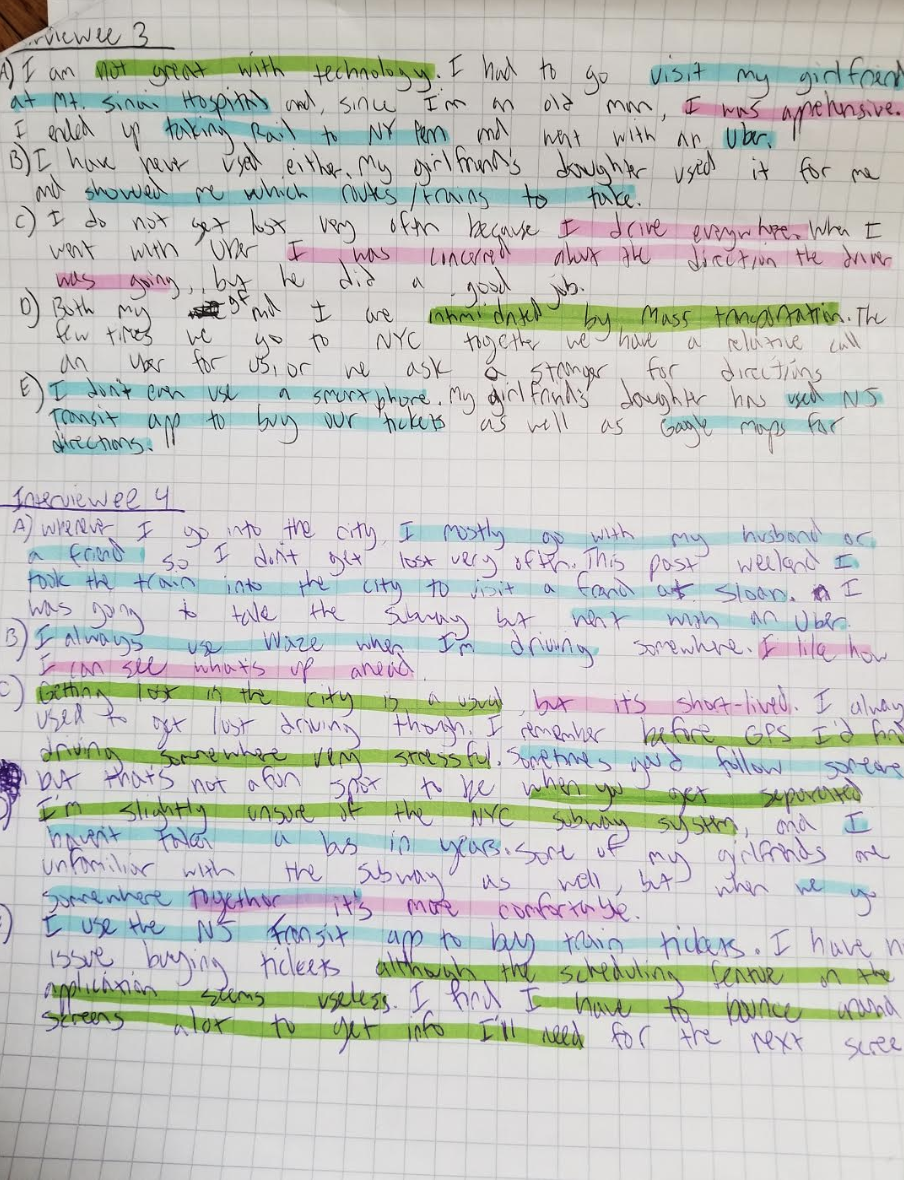 rviewee 3
A) I am not great with technology. I had to go visit my girlfriend
at Mt. Sinai Hospital and, since I'm an old man, I was aprehensive.
I ended up taking Rail to NY Penn and went with an Uber.
B) I have never used either. My girlfriend's daughter used it for me
and showed me which routes/trains to take.
C) I do not get lost very often because I drive everywhere. When I
went with Uber I was concered about the direction the driver
was going, but he did a good job.
D) Both my gf and I are intimidated by Mass transportation. The
few times we go to NYC together we have a relative call
an Uber for us, or we ask a stranger for directions
E) I don't even use a smartphone. My girlfriend's daughter has used NJ
Transit app to buy our tickets as well as Google maps for
directions.
Interviewee 4
A) Whenever I go into the city, I mostly go with my husband or
a friend so I don't get lost very often. This past weekend I
took the train into the city to visit a friend at Sloan. I
was going to take the subway but went with an Uber.
B) I always use Waze when I'm driving somewhere. I like how
I can see what's up ahead.
C) Getting lost in the city is a usual, but it's short-lived. I alway
used to get lost driving though. I remember before GPS I'd find
driving somewhere very stressful. Sometimes you'd follow someone
but that's not a fun spot to be when you get separated
I'm slightly unsure of the NYC subway system, and I
haven't taken a bus in years. Some of my girlfriends are
unfamiliar with the subway as well, but when we go
somewhere together it's more comfortable.
) I use the NJ Transit app to buy train tickets. I have n
issue buying tickets although the scheduling feature in the
application seems useless. I find I have to bounce around
screens alot to get info I'll need for the next scree